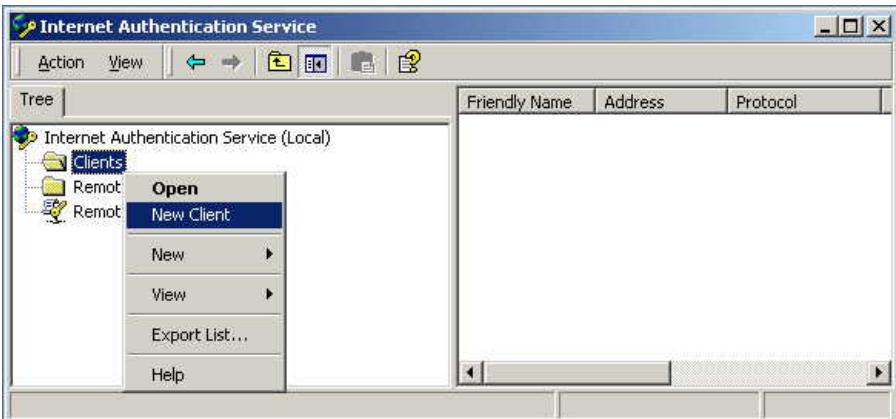 Internet Authentication Service
Action View
Tree
Friendly Name Address Protocol
Internet Authentication Service (Local)
Clients
Remot
Remot
Open
New Client
New
View
Export List...
Help